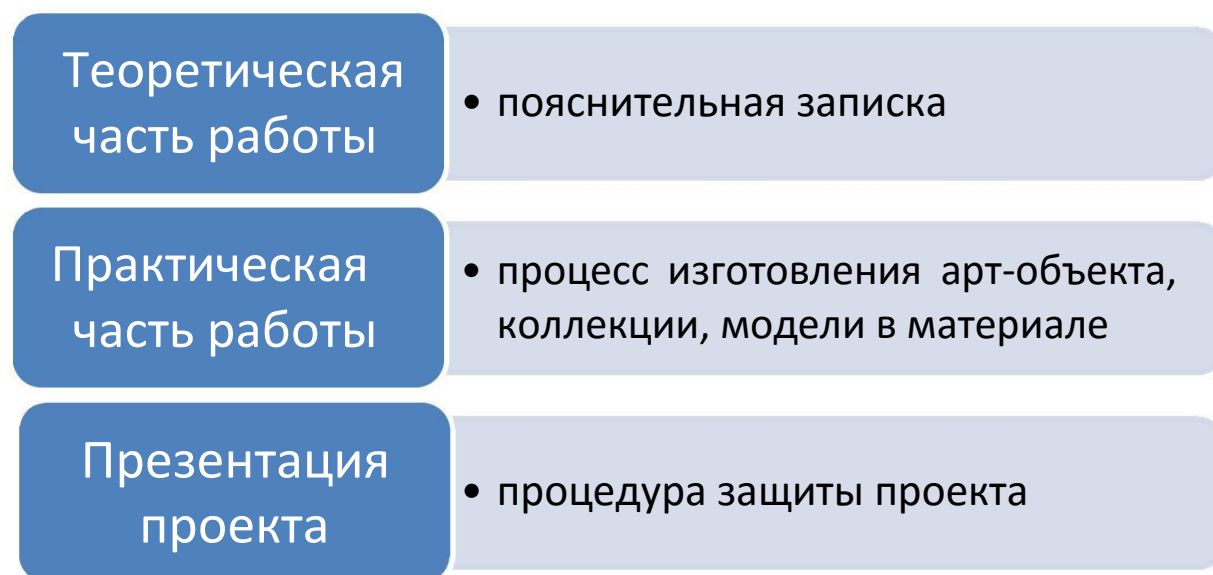 Теоретическая
часть работы
• пояснительная записка
Практическая
часть работы
• процесс изготовления арт-объекта,
коллекции, модели в материале
Презентация
проекта
• процедура защиты проекта